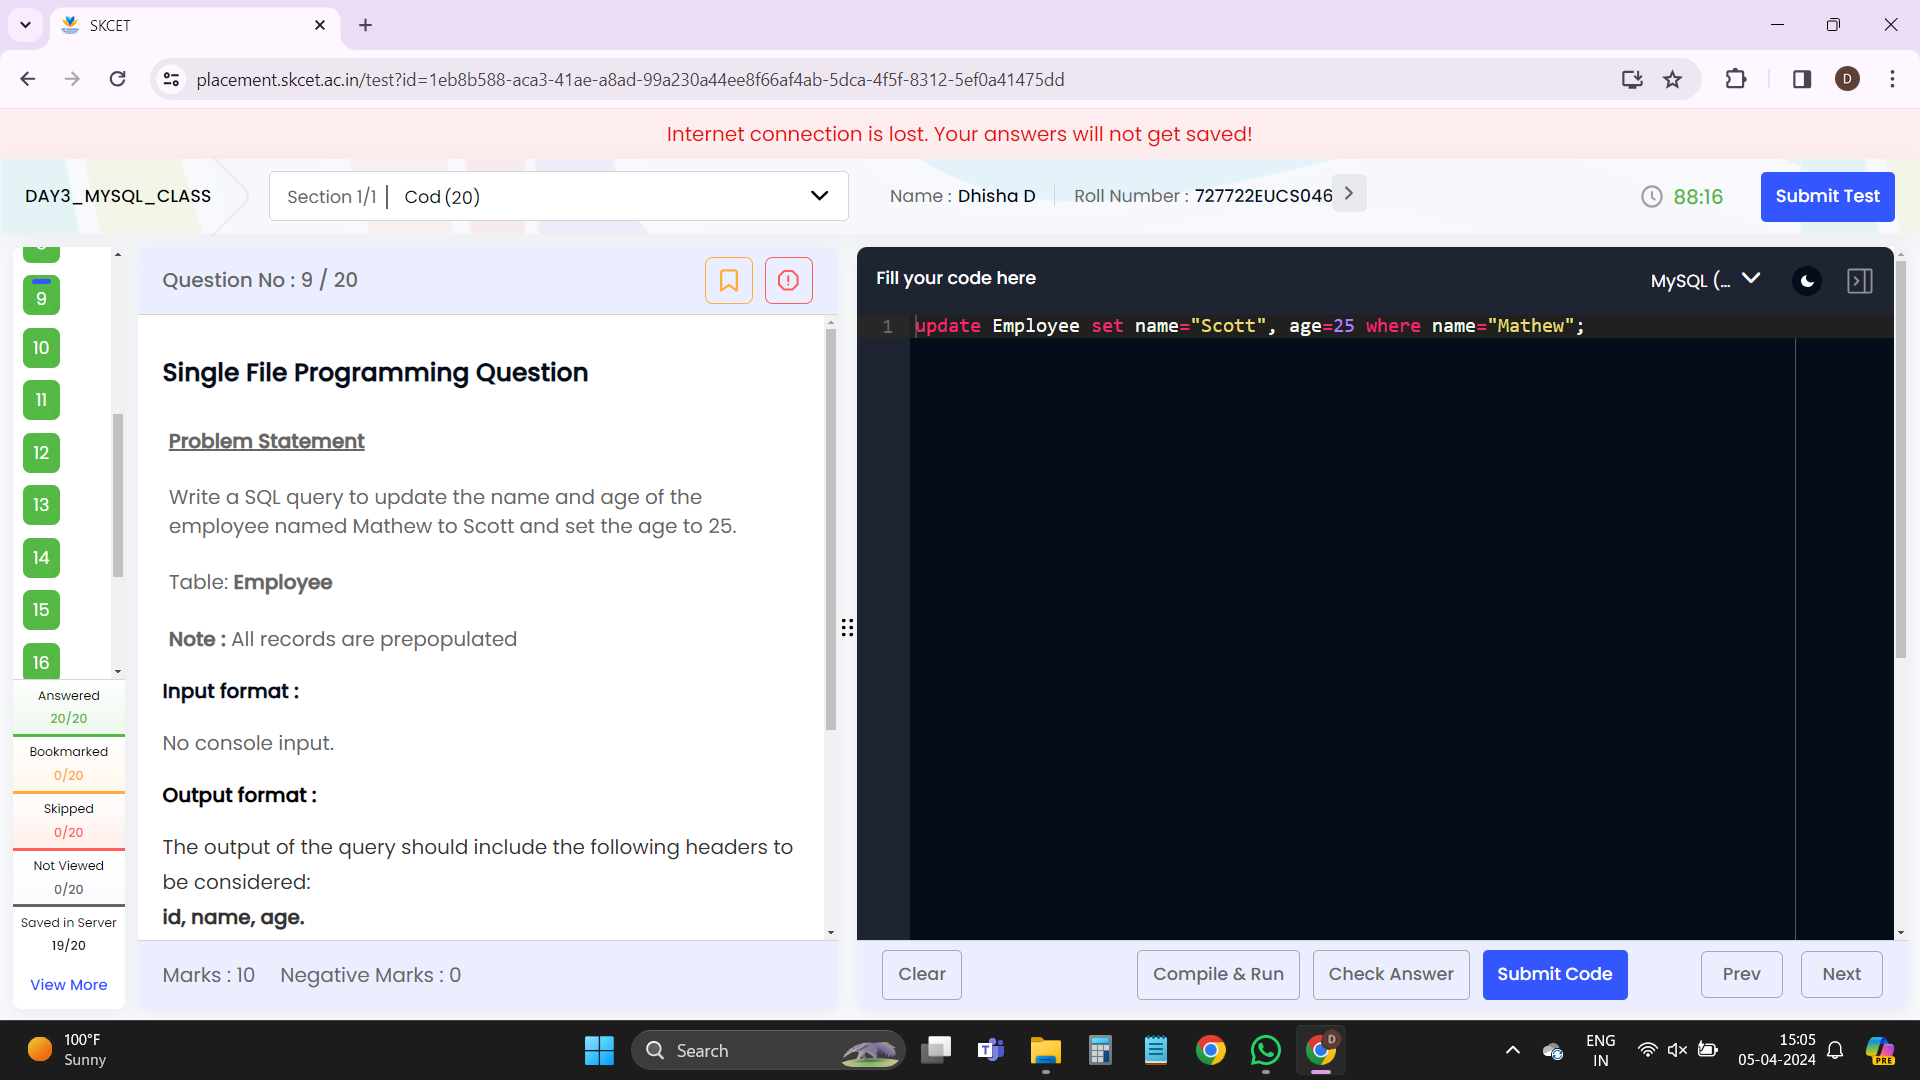 SKCET
placement.skcet.ac.in/test?id=1eb8b588-aca3-41ae-a8ad-99a230a44ee8f66af4ab-5dca-4f5f-8312-5ef0a41475dd
D
Internet connection is lost. Your answers will not get saved!
DAY3_MYSQL_CLASS
Section 1/1 | Cod (20)
Name : Dhisha D
Roll Number : 727722EUCS046
88:16
Submit Test
9
10
11
12
13
14
15
16
Answered
20/20
Bookmarked
0/20
Skipped
0/20
Not Viewed
0/20
Saved in Server
19/20
View More
Question No : 9 / 20
Single File Programming Question
Problem Statement
Write a SQL query to update the name and age of the
employee named Mathew to Scott and set the age to 25.
Table: Employee
Note : All records are prepopulated
Input format :
No console input.
Output format :
The output of the query should include the following headers to
be considered:
id, name, age.
Marks : 10 Negative Marks : 0
Fill your code here
MySQL (...
1 update Employee set name="Scott", age=25 where name="Mathew";
Clear
Compile & Run
Check Answer
Submit Code
Prev
Next
100°F
Sunny
Search
D
ENG
IN
15:05
05-04-2024
PRE